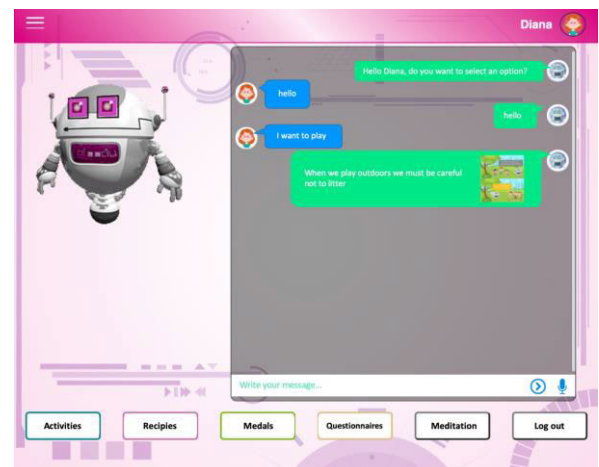 Diana
Hello Diana, do you want to select an option?
hello
hello
I want to play
When we play outdoors we must be careful
not to litter
Write your message...
Activities
Recipies
Medals
Questionnaires
Meditation
Log out